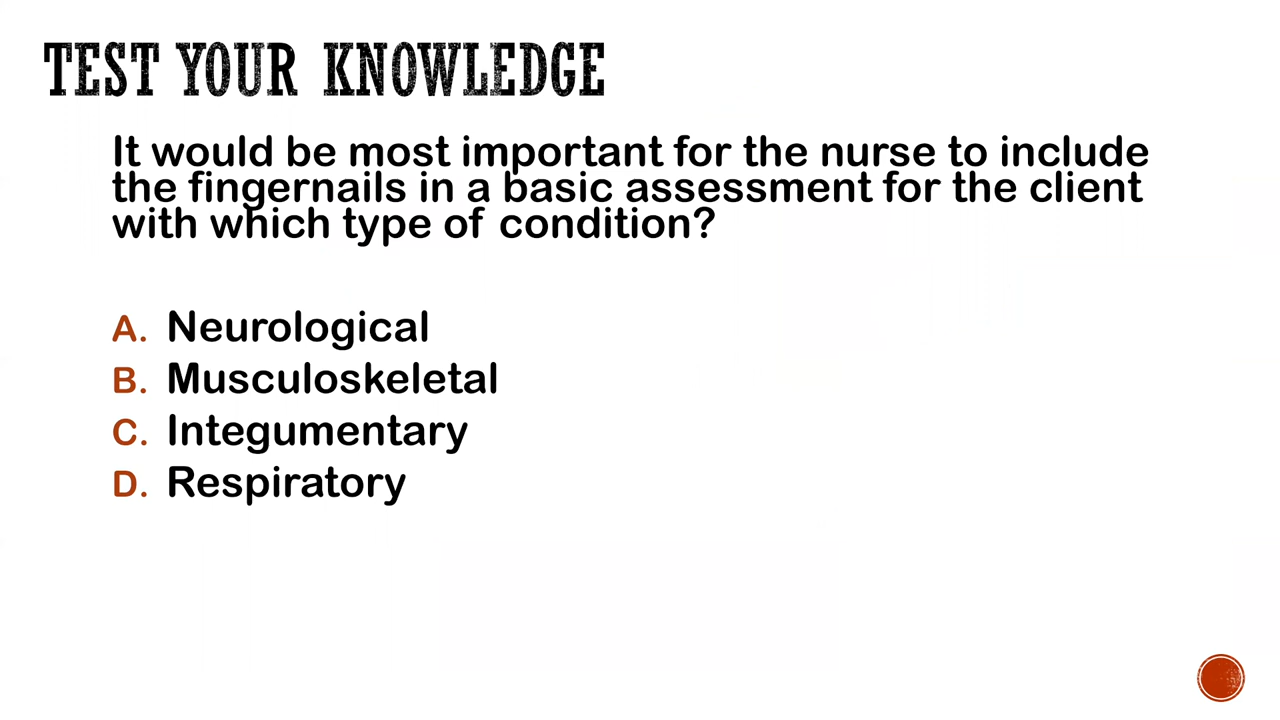 TEST YOUR KNOWLEDGE
It would be most important for the nurse to include
the fingernails in a basic assessment for the client
with which type of condition?
A. Neurological
B. Musculoskeletal
C. Integumentary
D. Respiratory